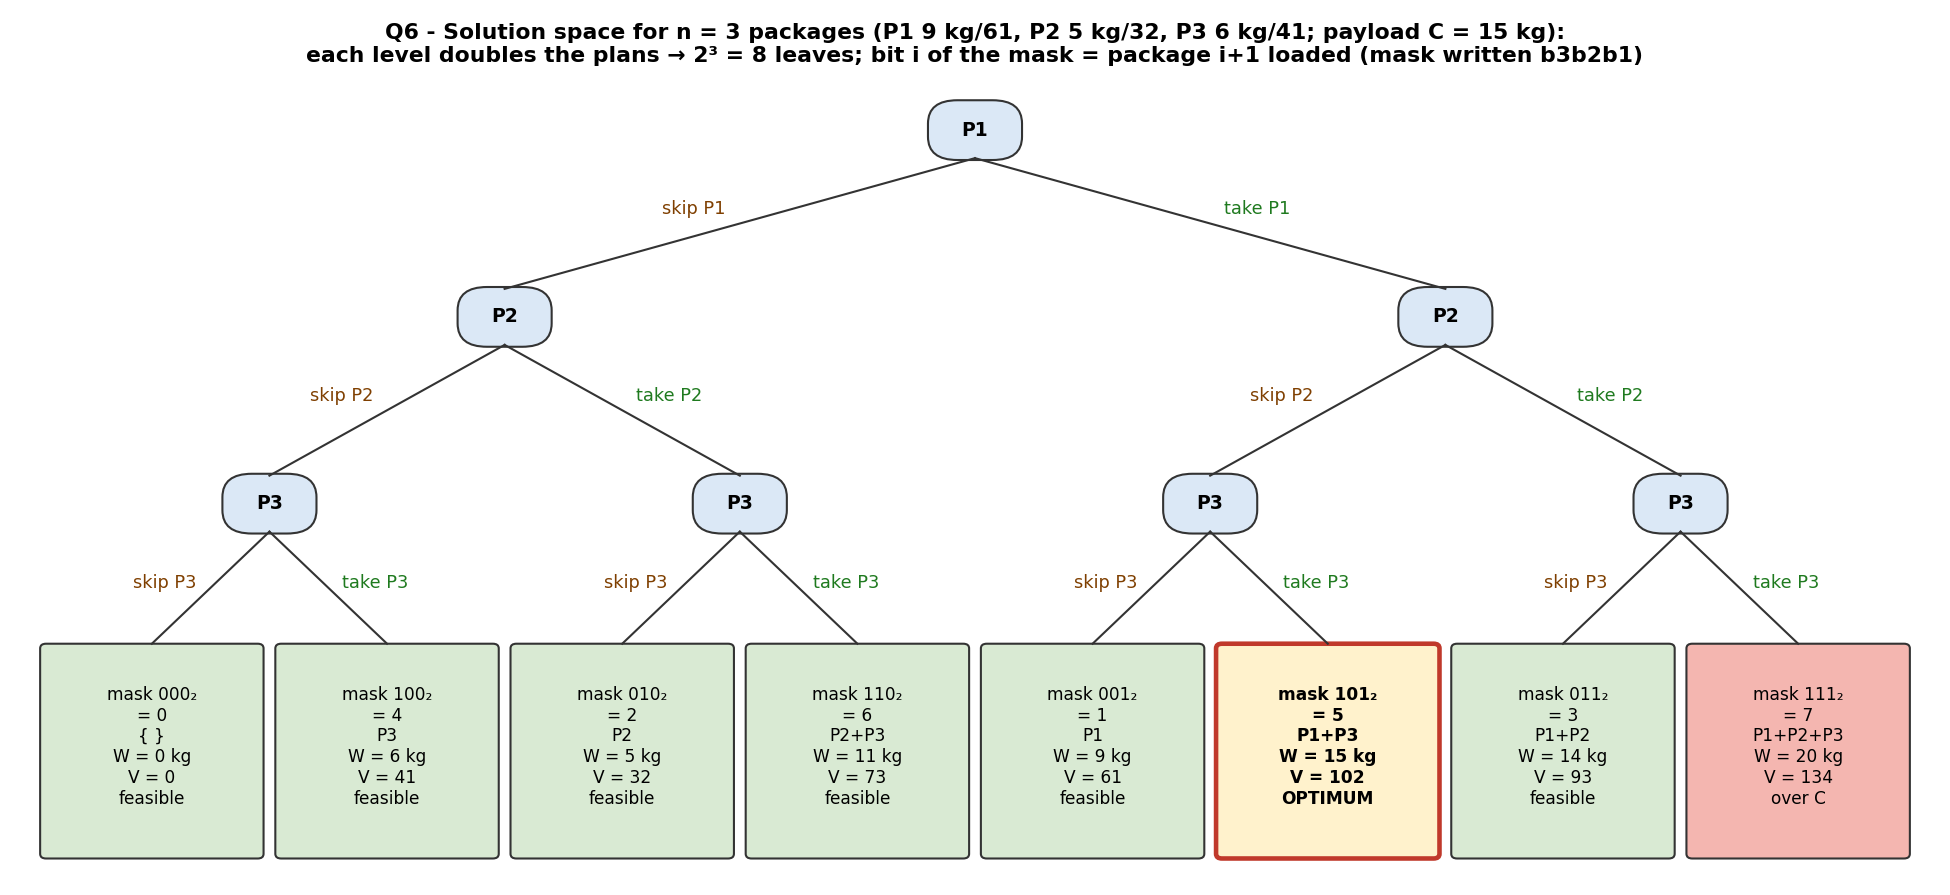 Q6 - Solution space for n = 3 packages (P1 9 kg/61, P2 5 kg/32, P3 6 kg/41; payload C = 15 kg):
each level doubles the plans → 2³ = 8 leaves; bit i of the mask = package i+1 loaded (mask written b3b2b1)
P1
skip P1
take P1
P2
P2
skip P2
take P2
skip P2
take P2
P3
P3
P3
P3
skip P3
take P3
skip P3
take P3
skip P3
take P3
skip P3
take P3
mask 000₂
= 0
{ }
W = 0 kg
V = 0
feasible
mask 100₂
= 4
P3
W = 6 kg
V = 41
feasible
mask 010₂
= 2
P2
W = 5 kg
V = 32
feasible
mask 110₂
= 6
P2+P3
W = 11 kg
V = 73
feasible
mask 001₂
= 1
P1
W = 9 kg
V = 61
feasible
mask 101₂
= 5
P1+P3
W = 15 kg
V = 102
OPTIMUM
mask 011₂
= 3
P1+P2
W = 14 kg
V = 93
feasible
mask 111₂
= 7
P1+P2+P3
W = 20 kg
V = 134
over C